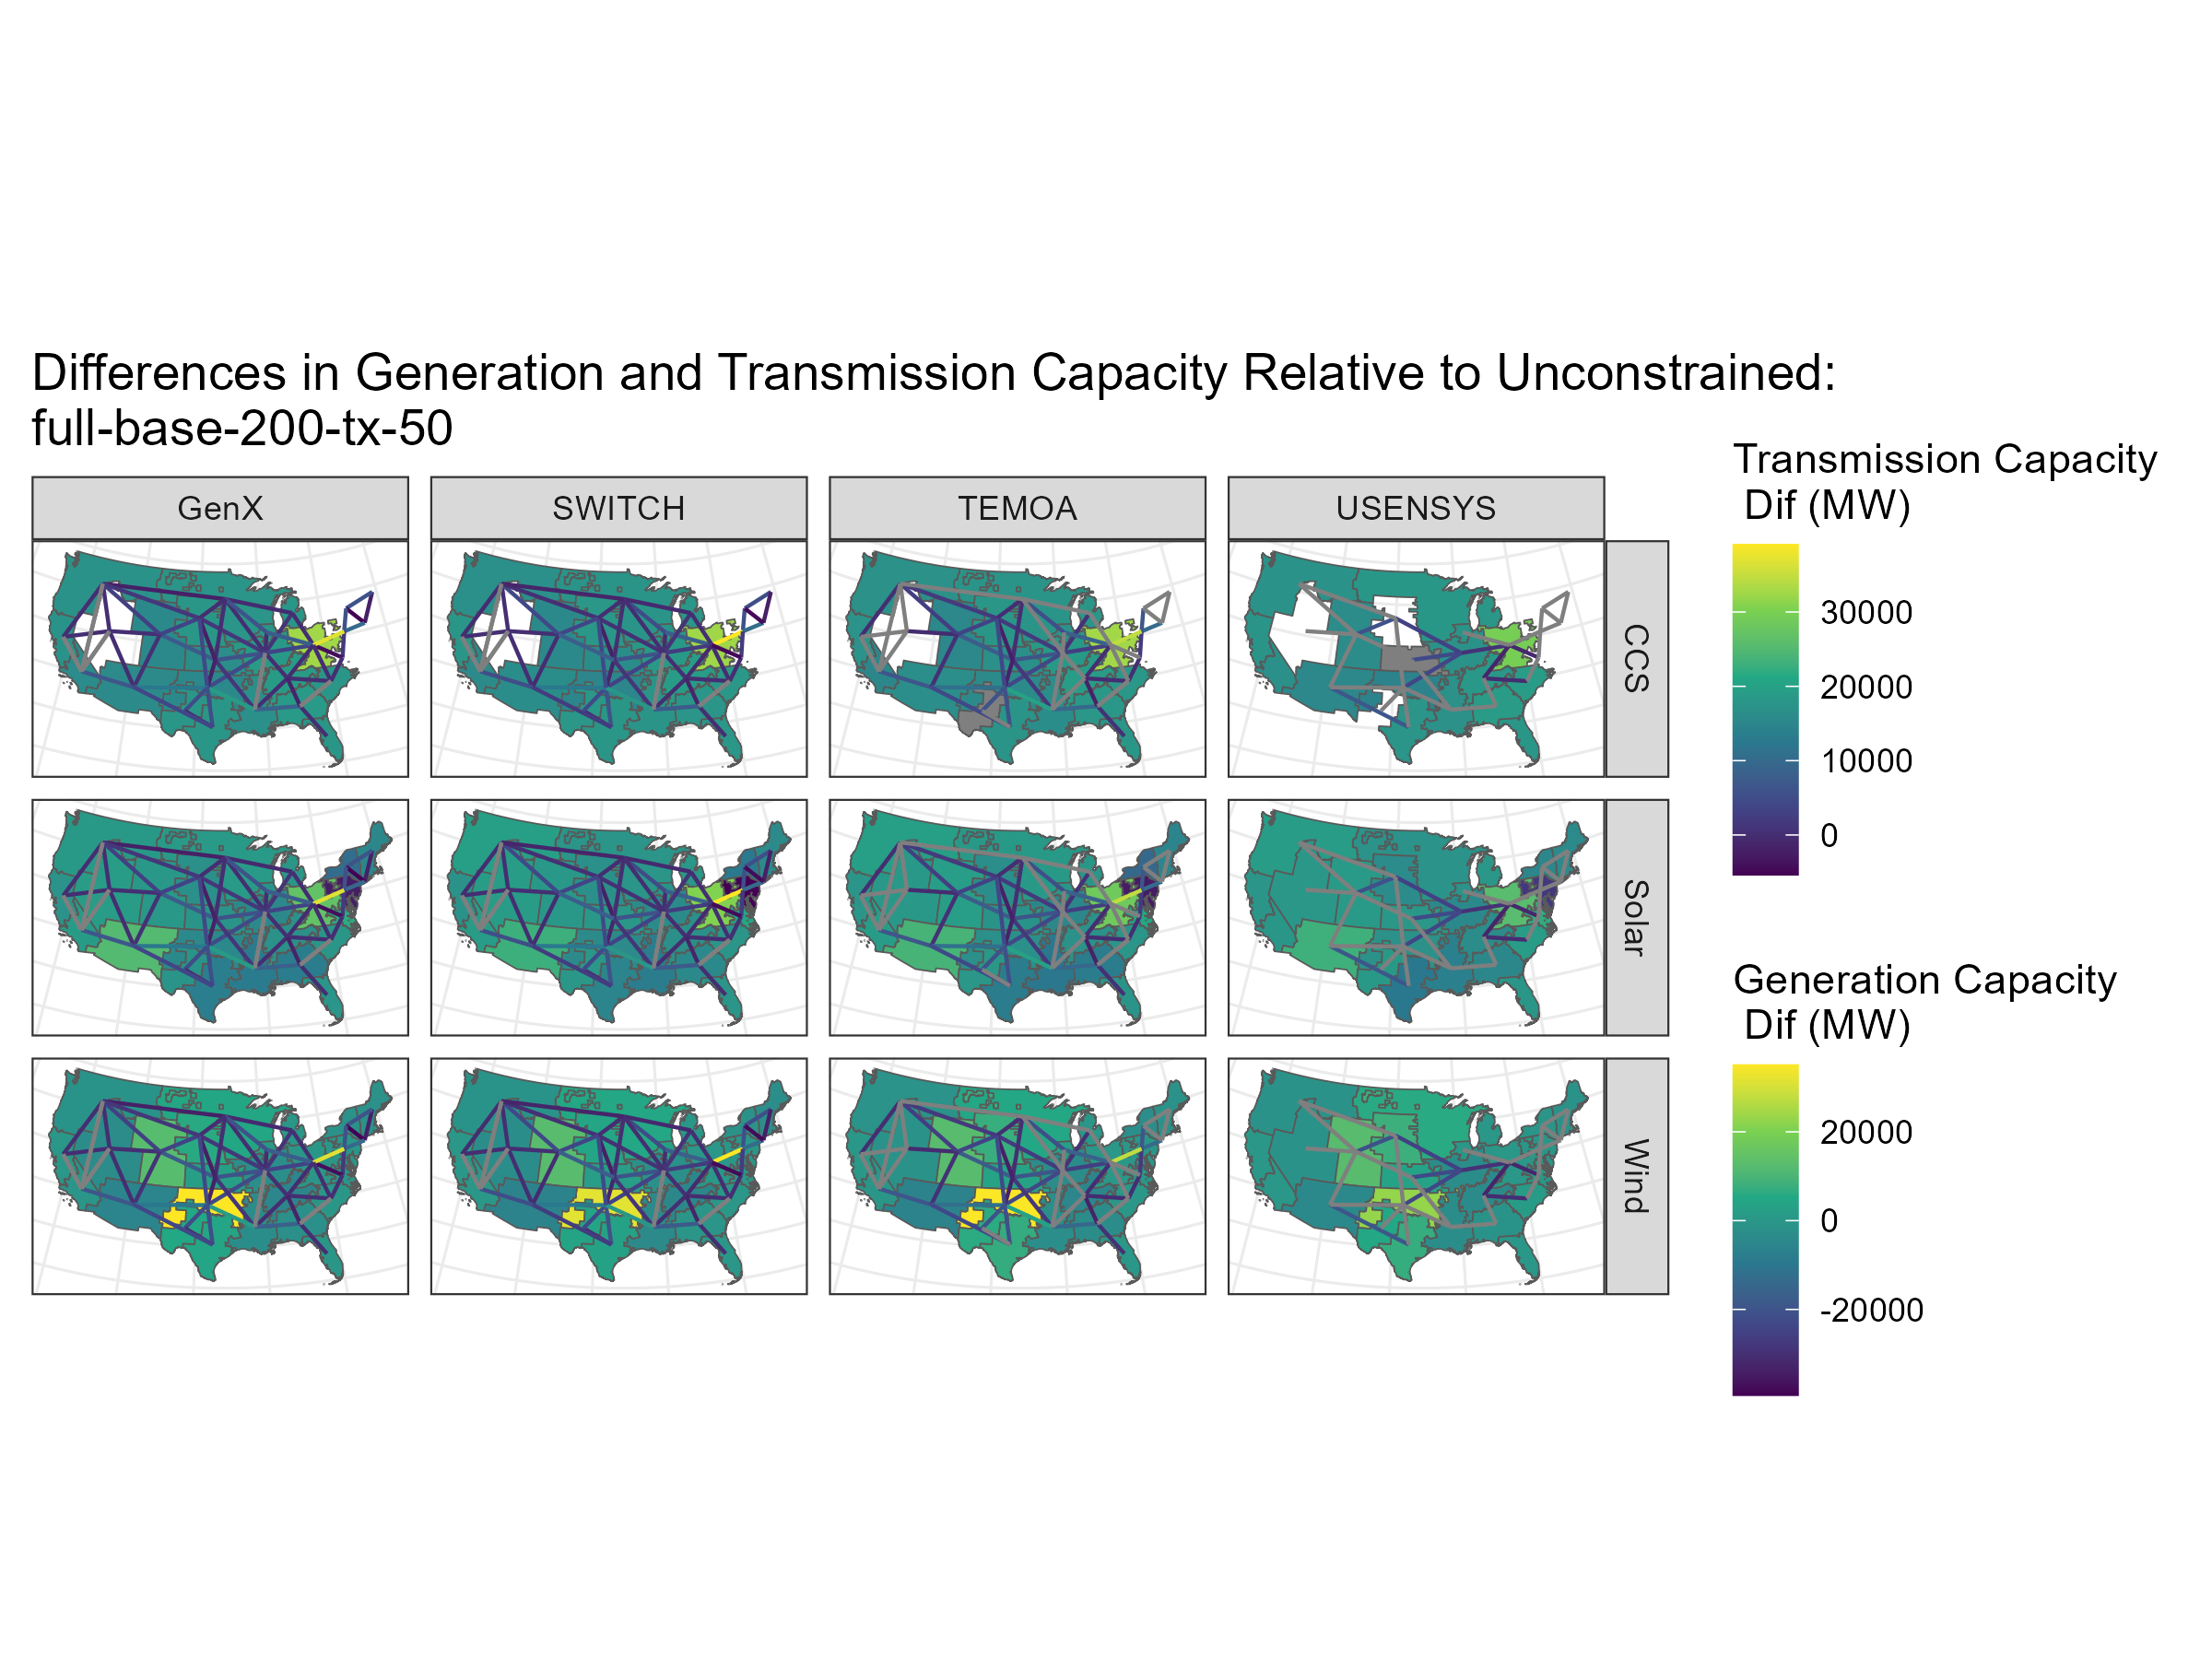 Differences in Generation and Transmission Capacity Relative to Unconstrained:
full-base-200-tx-50
GenX
SWITCH
TEMOA
USENSYS
CCS
Solar
Wind
Transmission Capacity
Dif (MW)
30000
20000
10000
0
Generation Capacity
Dif (MW)
20000
0
-20000